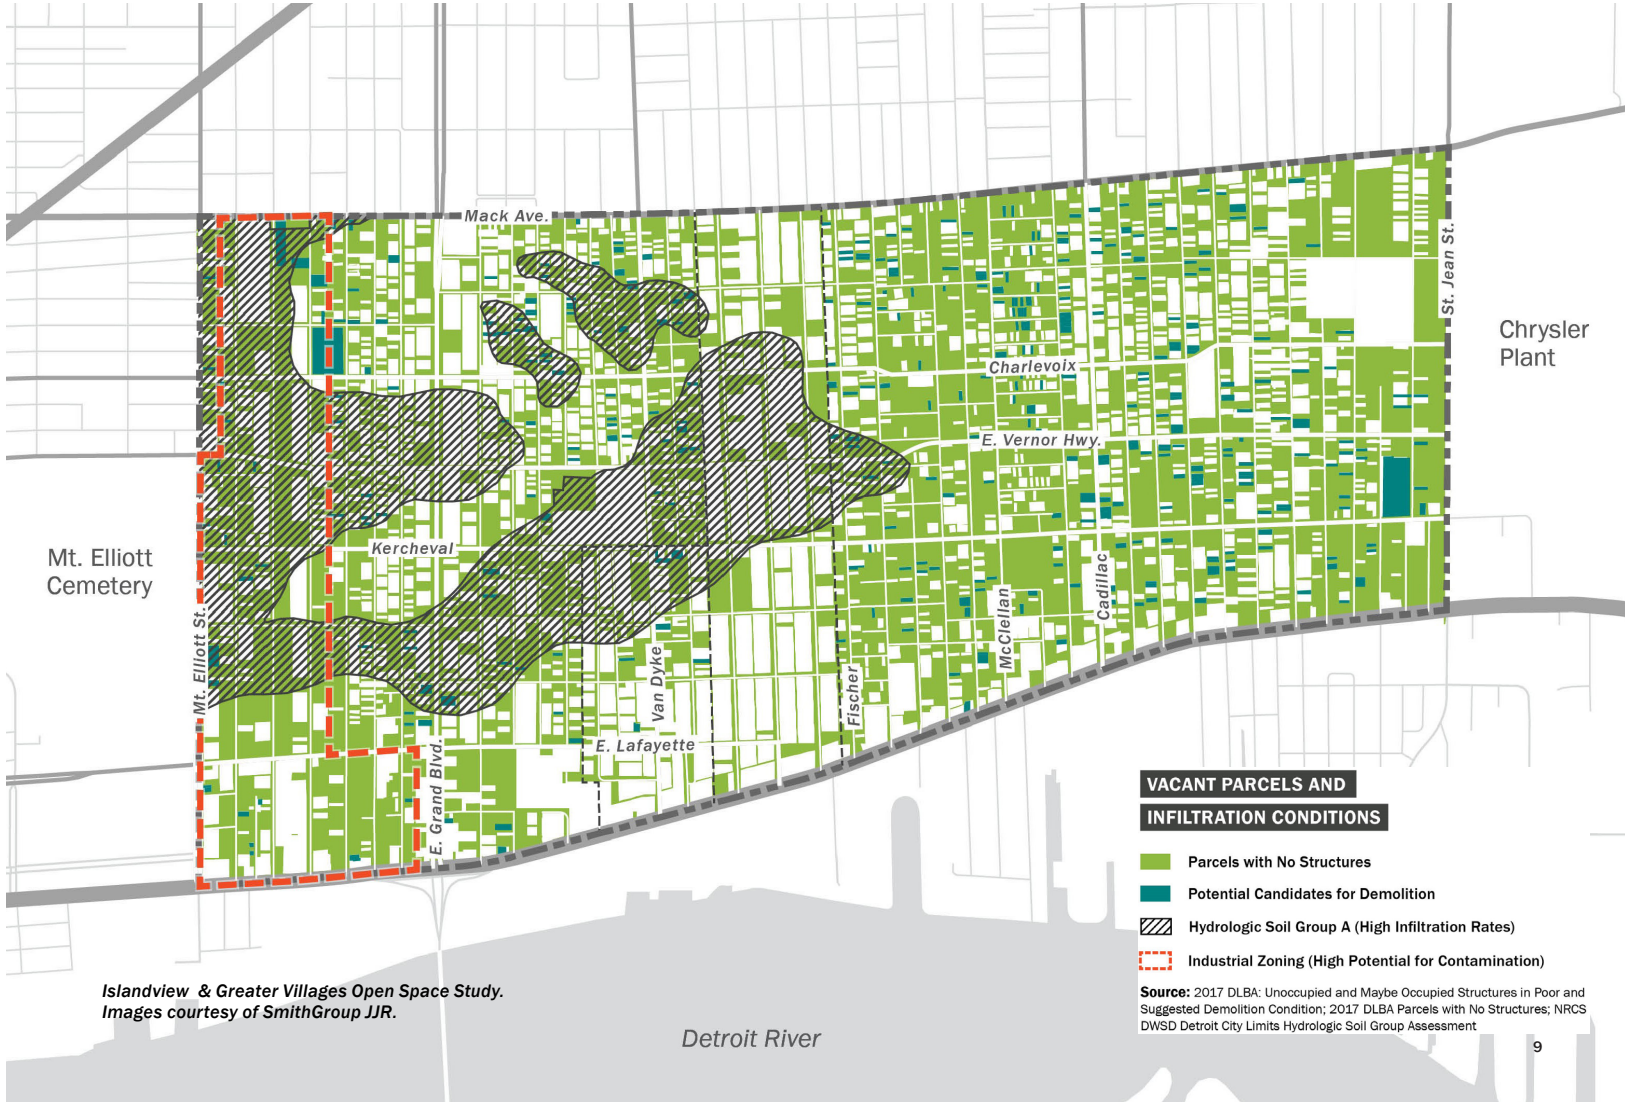 Mack Ave.
St. Jean St.
Chrysler
Plant
Charlevoix
E. Vernor Hwy.
Mt. Elliott
Cemetery
Kercheval
Mt. Elliott St.
Cadillac
McClellan
Van Dyke
Fischer
E. Lafayette
E. Grand Blvd.
VACANT PARCELS AND
INFILTRATION CONDITIONS
Parcels with No Structures
Potential Candidates for Demolition
Hydrologic Soil Group A (High Infiltration Rates)
Industrial Zoning (High Potential for Contamination)
Source: 2017 DLBA: Unoccupied and Maybe Occupied Structures in Poor and
Suggested Demolition Condition; 2017 DLBA Parcels with No Structures; NRCS
DWSD Detroit City Limits Hydrologic Soil Group Assessment
Islandview & Greater Villages Open Space Study.
Images courtesy of SmithGroup JJR.
Detroit River
9